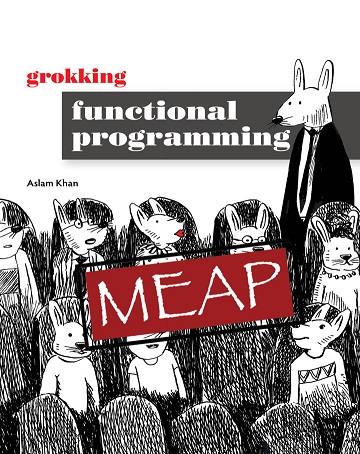 grokking
functional
programming
Aslam Khan
MEAP